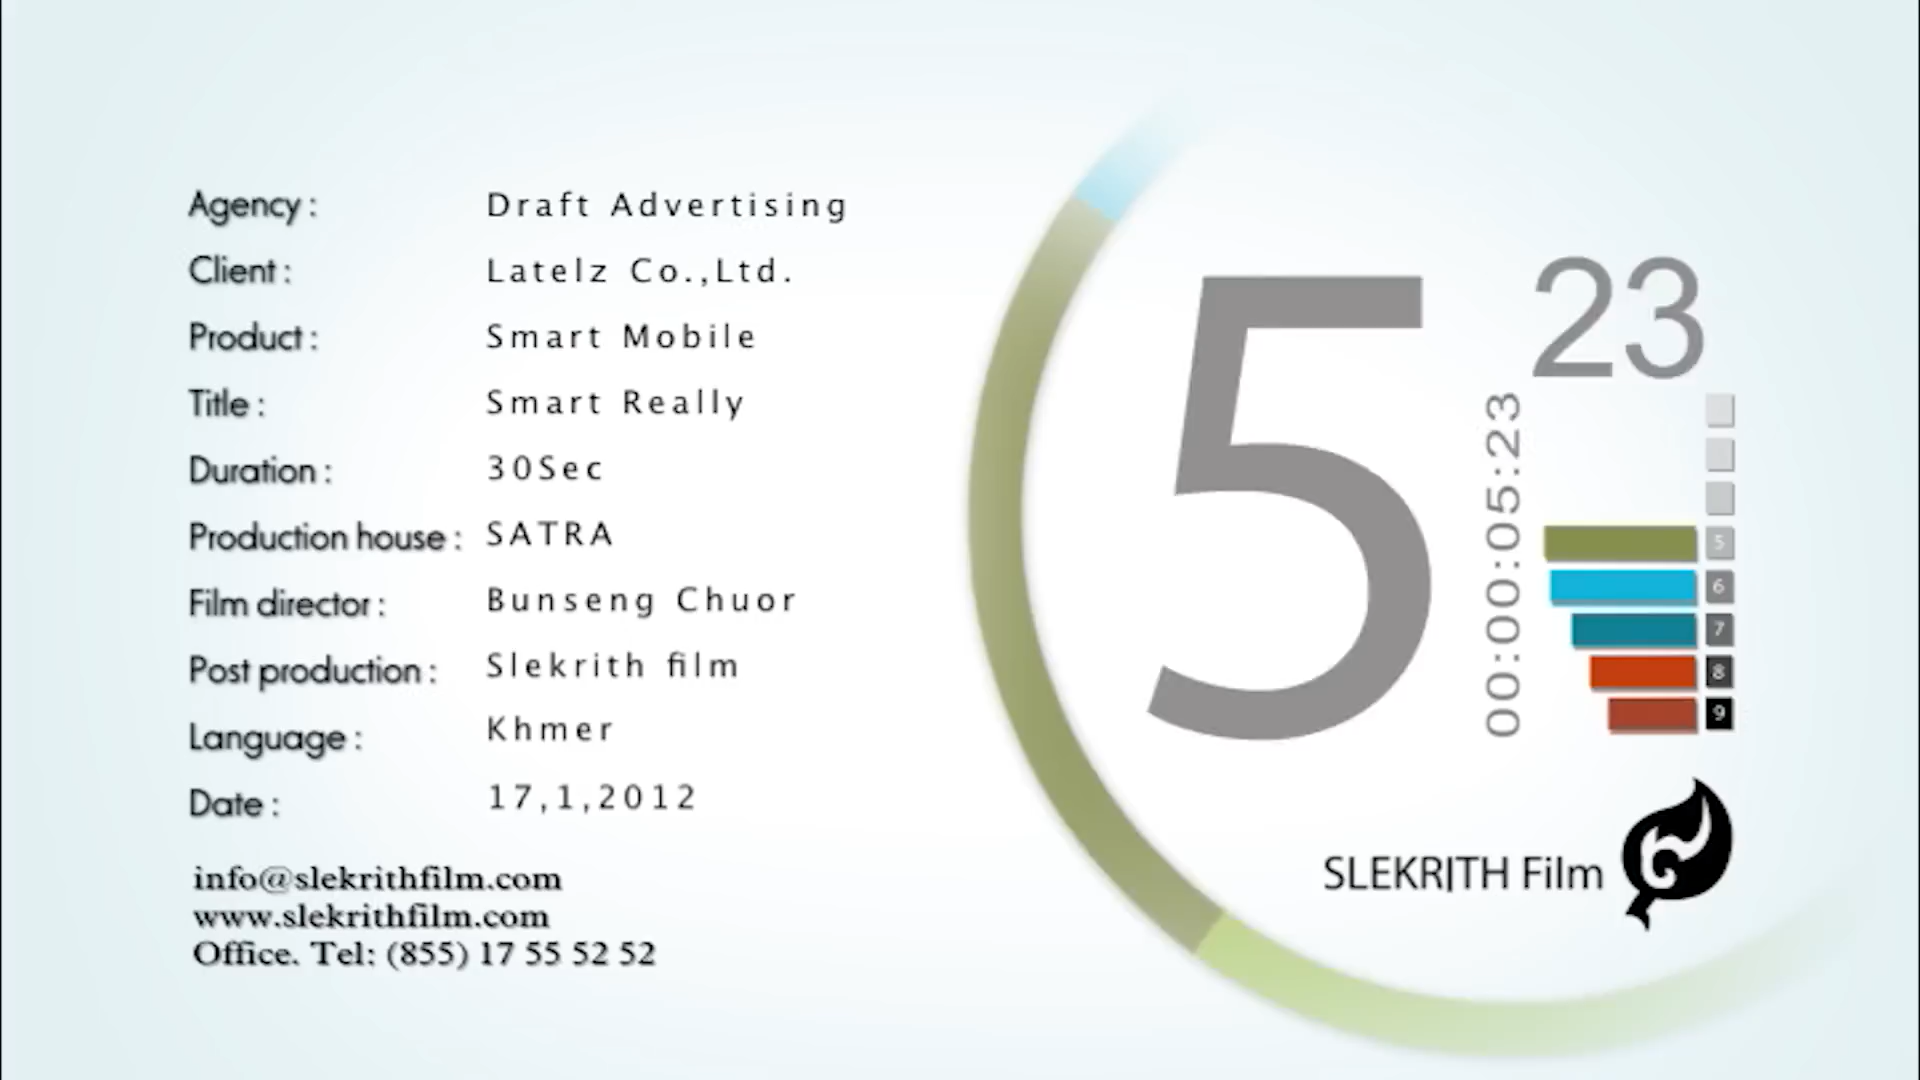 Agency : Draft Advertising
Client : Latelz Co.,Ltd.
Product : Smart Mobile
Title : Smart Really
Duration : 30Sec
Production house : SATRA
Film director : Bunseng Chuor
Post production : Slekrith film
Language : Khmer
Date : 17,1,2012
info@slekrithfilm.com
www.slekrithfilm.com
Office. Tel: (855) 17 55 52 52
5
23
00:00:05:23
5
6
7
8
9
SLEKRITH Film